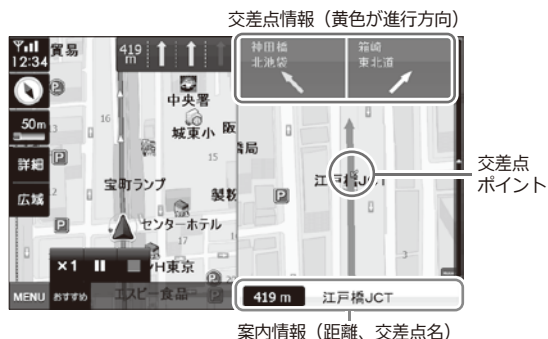 交差点情報（黄色が進行方向）
12:34
貿易
419
m
神田橋
北池袋
箱崎
東北道
中央署
16
城東小
阪
50m
15
局
詳細
P
宝町ランプ
江戸橋JCT
交差点
ポイント
広域
製粉
P
P
センターホテル
17
×1
H東京
3
P
MENU
おすすめ
エスビー食品
P
419 m
江戸橋JCT
案内情報（距離、交差点名）